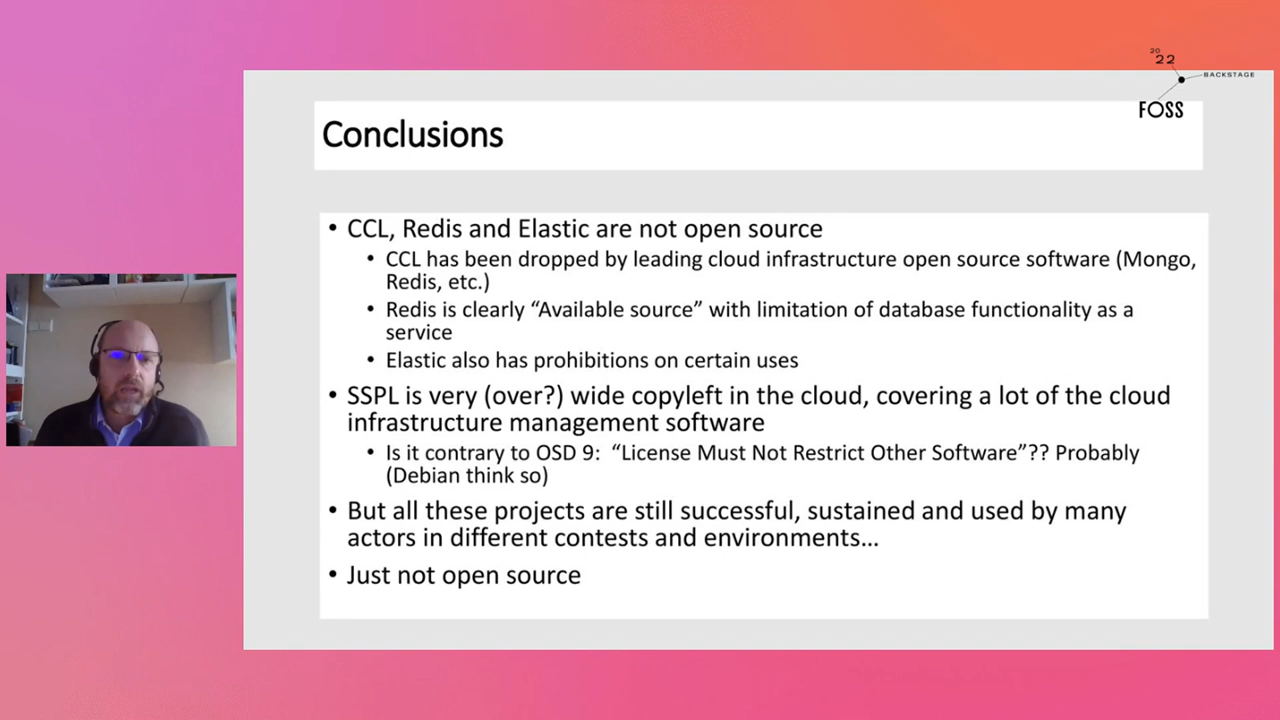 20
22
BACKSTAGE
FOSS
Conclusions
• CCL, Redis and Elastic are not open source
• CCL has been dropped by leading cloud infrastructure open source software (Mongo,
Redis, etc.)
• Redis is clearly “Available source” with limitation of database functionality as a
service
• Elastic also has prohibitions on certain uses
• SSPL is very (over?) wide copyleft in the cloud, covering a lot of the cloud
infrastructure management software
• Is it contrary to OSD 9:  “License Must Not Restrict Other Software”?? Probably
(Debian think so)
• But all these projects are still successful, sustained and used by many
actors in different contests and environments…
• Just not open source